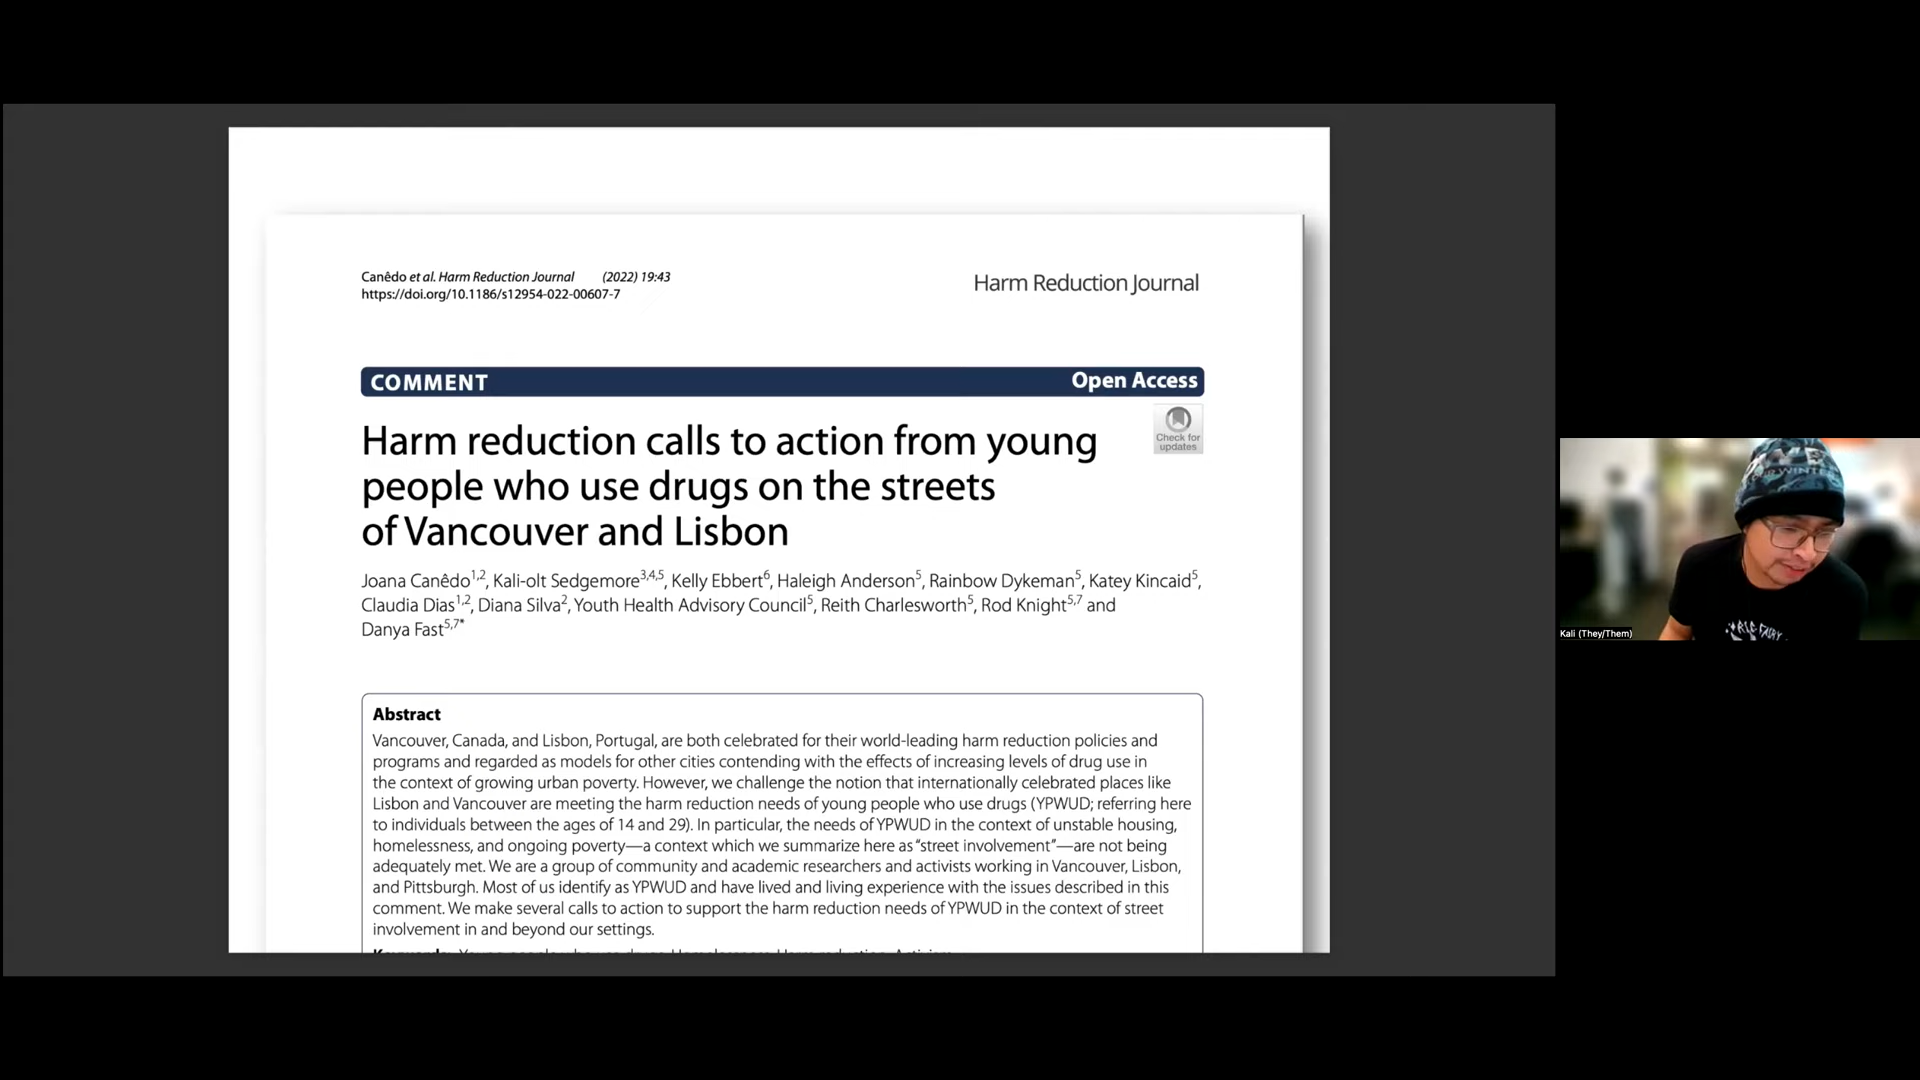 Canêdo et al. Harm Reduction Journal (2022) 19:43
https://doi.org/10.1186/s12954-022-00607-7
Harm Reduction Journal
COMMENT
Open Access
Check for
updates
Harm reduction calls to action from young
people who use drugs on the streets
of Vancouver and Lisbon
Joana Canêdo1,2, Kali-olt Sedgemore3,4,5, Kelly Ebbert6, Haleigh Anderson5, Rainbow Dykeman5, Katey Kincaid5,
Claudia Dias1,2, Diana Silva2, Youth Health Advisory Council5, Reith Charlesworth5, Rod Knight5,7 and
Danya Fast5,7*
Abstract
Vancouver, Canada, and Lisbon, Portugal, are both celebrated for their world-leading harm reduction policies and
programs and regarded as models for other cities contending with the effects of increasing levels of drug use in
the context of growing urban poverty. However, we challenge the notion that internationally celebrated places like
Lisbon and Vancouver are meeting the harm reduction needs of young people who use drugs (YPWUD; referring here
to individuals between the ages of 14 and 29). In particular, the needs of YPWUD in the context of unstable housing,
homelessness, and ongoing poverty—a context which we summarize here as “street involvement”—are not being
adequately met. We are a group of community and academic researchers and activists working in Vancouver, Lisbon,
and Pittsburgh. Most of us identify as YPWUD and have lived and living experience with the issues described in this
comment. We make several calls to action to support the harm reduction needs of YPWUD in the context of street
involvement in and beyond our settings.
WINTER
Kali (They/Them)